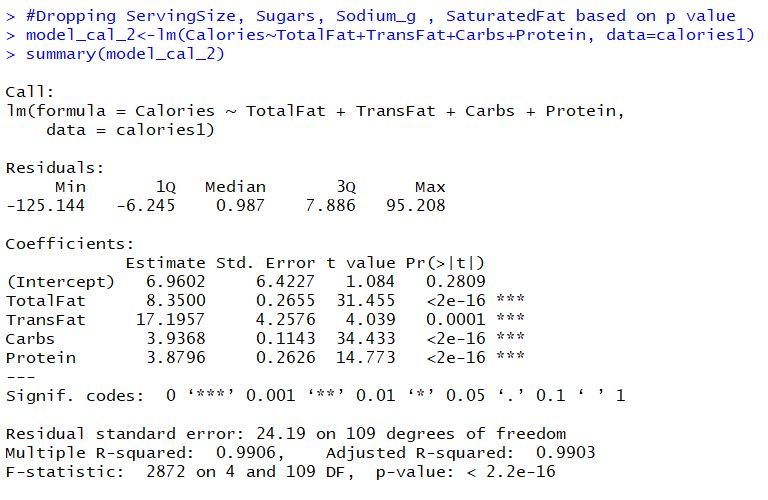 > #Dropping ServingSize, Sugars, Sodium_g , SaturatedFat based on p value
> model_cal_2<-lm(Calories~TotalFat+TransFat+Carbs+Protein, data=calories1)
> summary(model_cal_2)
Call:
lm(formula = Calories ~ TotalFat + TransFat + Carbs + Protein,
    data = calories1)
Residuals:
     Min       1Q   Median       3Q      Max
-125.144   -6.245    0.987    7.886   95.208
Coefficients:
            Estimate Std. Error t value Pr(>|t|)
(Intercept)   6.9602     6.4227   1.084   0.2809
TotalFat      8.3500     0.2655  31.455   <2e-16 ***
TransFat     17.1957     4.2576   4.039   0.0001 ***
Carbs         3.9368     0.1143  34.433   <2e-16 ***
Protein       3.8796     0.2626  14.773   <2e-16 ***
---
Signif. codes:  0 ‘***’ 0.001 ‘**’ 0.01 ‘*’ 0.05 ‘.’ 0.1 ‘ ’ 1
Residual standard error: 24.19 on 109 degrees of freedom
Multiple R-squared:  0.9906,    Adjusted R-squared:  0.9903
F-statistic:  2872 on 4 and 109 DF,  p-value: < 2.2e-16